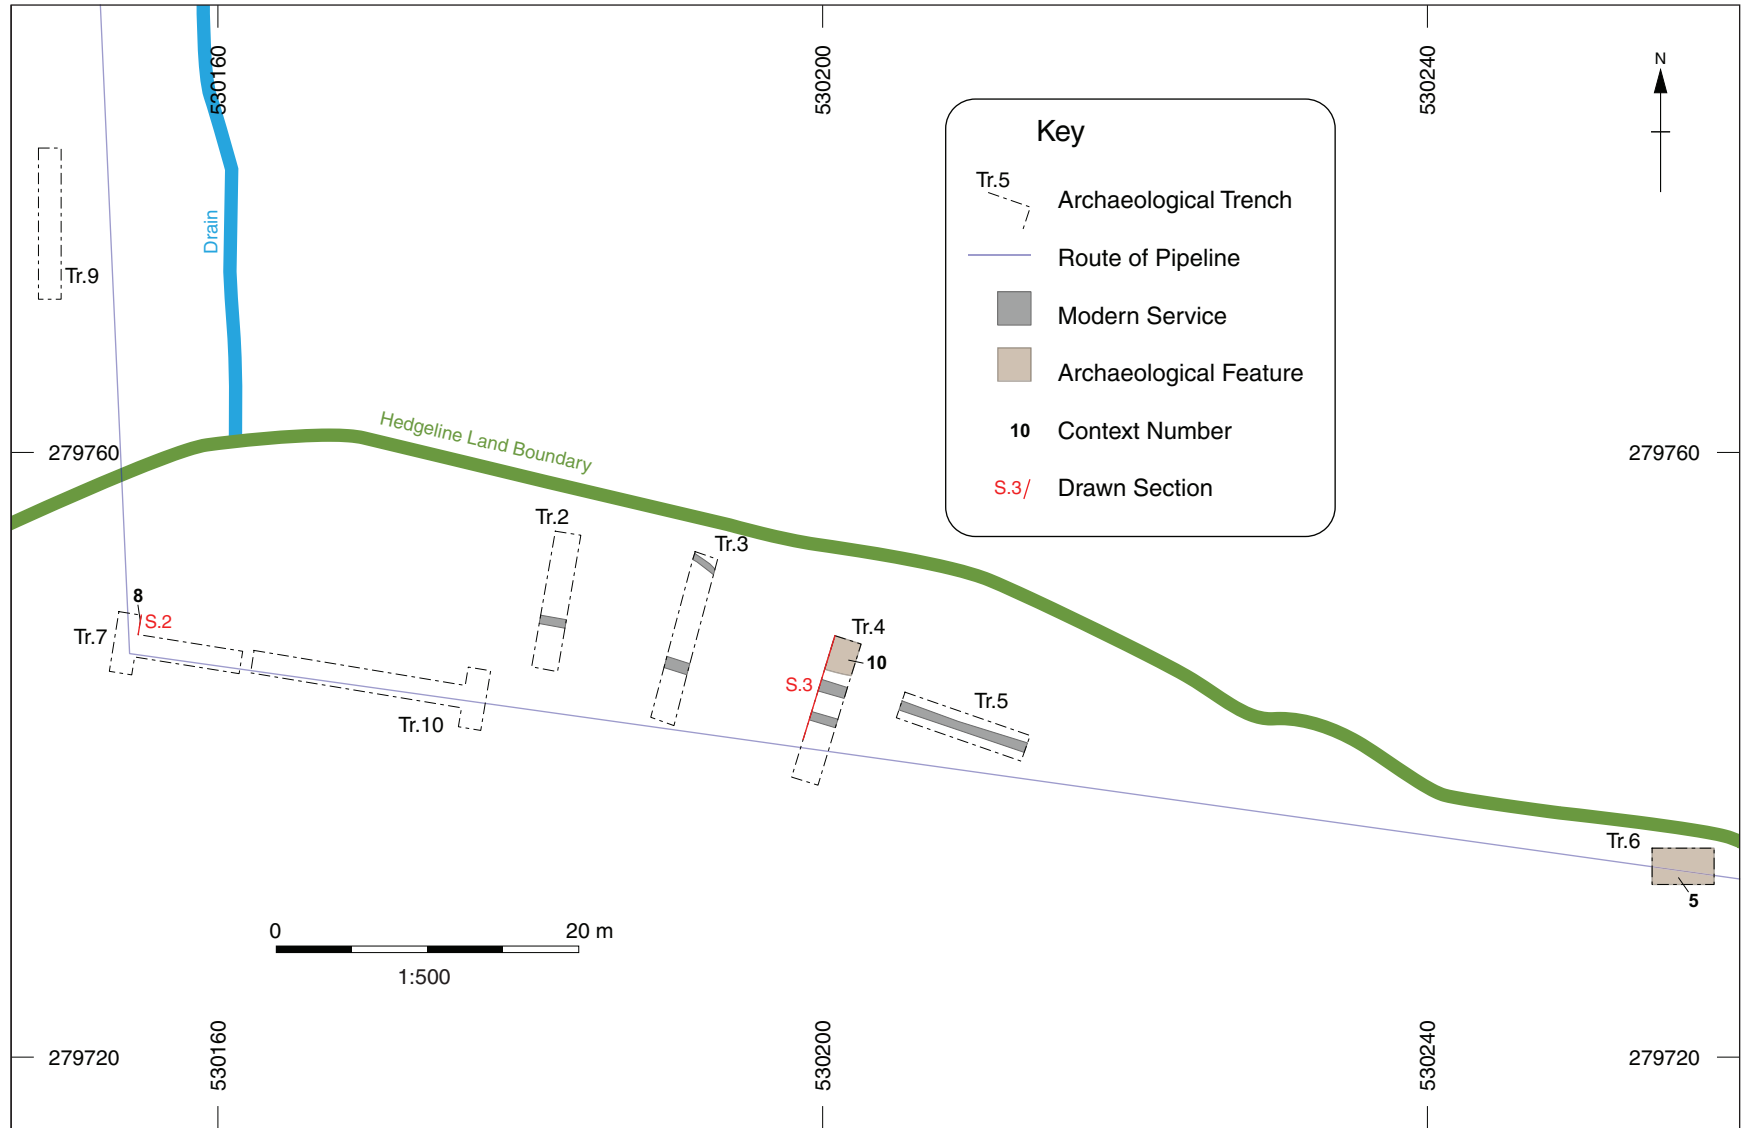 530160
530200
530240
N
Key
Tr.5
Archaeological Trench
Route of Pipeline
Modern Service
Archaeological Feature
10
Context Number
S.3
Drawn Section
Drain
Tr.9
Hedgeline Land Boundary
279760
279760
Tr.2
Tr.3
8
S.2
Tr.7
Tr.4
10
S.3
Tr.5
Tr.10
Tr.6
5
0
20 m
1:500
279720
279720
530160
530200
530240